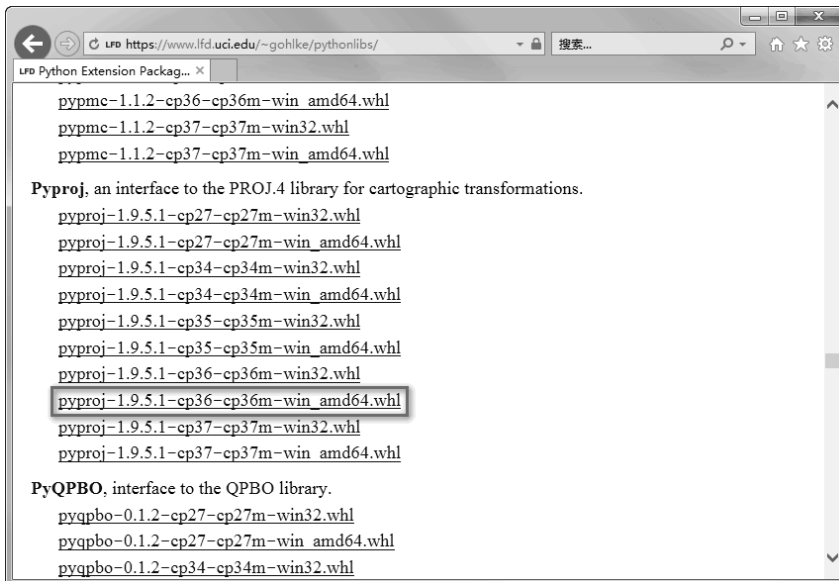 LFD https://www.lfd.uci.edu/~gohlke/pythonlibs/
搜索...
LFD Python Extension Packag...
pypmc-1.1.2-cp36-cp36m-win_amd64.whl
pypmc-1.1.2-cp37-cp37m-win32.whl
pypmc-1.1.2-cp37-cp37m-win_amd64.whl
Pyproj, an interface to the PROJ.4 library for cartographic transformations.
pyproj-1.9.5.1-cp27-cp27m-win32.whl
pyproj-1.9.5.1-cp27-cp27m-win_amd64.whl
pyproj-1.9.5.1-cp34-cp34m-win32.whl
pyproj-1.9.5.1-cp34-cp34m-win_amd64.whl
pyproj-1.9.5.1-cp35-cp35m-win32.whl
pyproj-1.9.5.1-cp35-cp35m-win_amd64.whl
pyproj-1.9.5.1-cp36-cp36m-win32.whl
pyproj-1.9.5.1-cp36-cp36m-win_amd64.whl
pyproj-1.9.5.1-cp37-cp37m-win32.whl
pyproj-1.9.5.1-cp37-cp37m-win_amd64.whl
PyQPBO, interface to the QPBO library.
pyqpbo-0.1.2-cp27-cp27m-win32.whl
pyqpbo-0.1.2-cp27-cp27m-win_amd64.whl
pyqpbo-0.1.2-cp34-cp34m-win32.whl